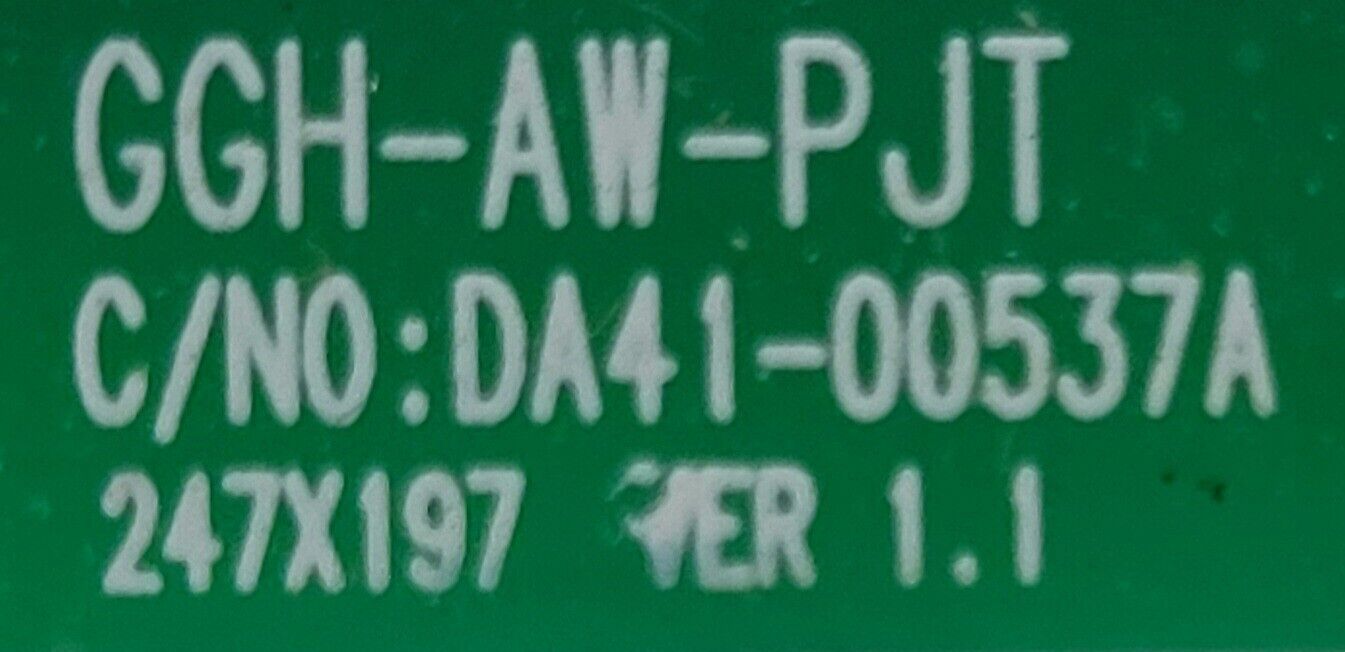 GGH-AW-PJT
C/NO:DA41-00537A
247X197 VER 1.1